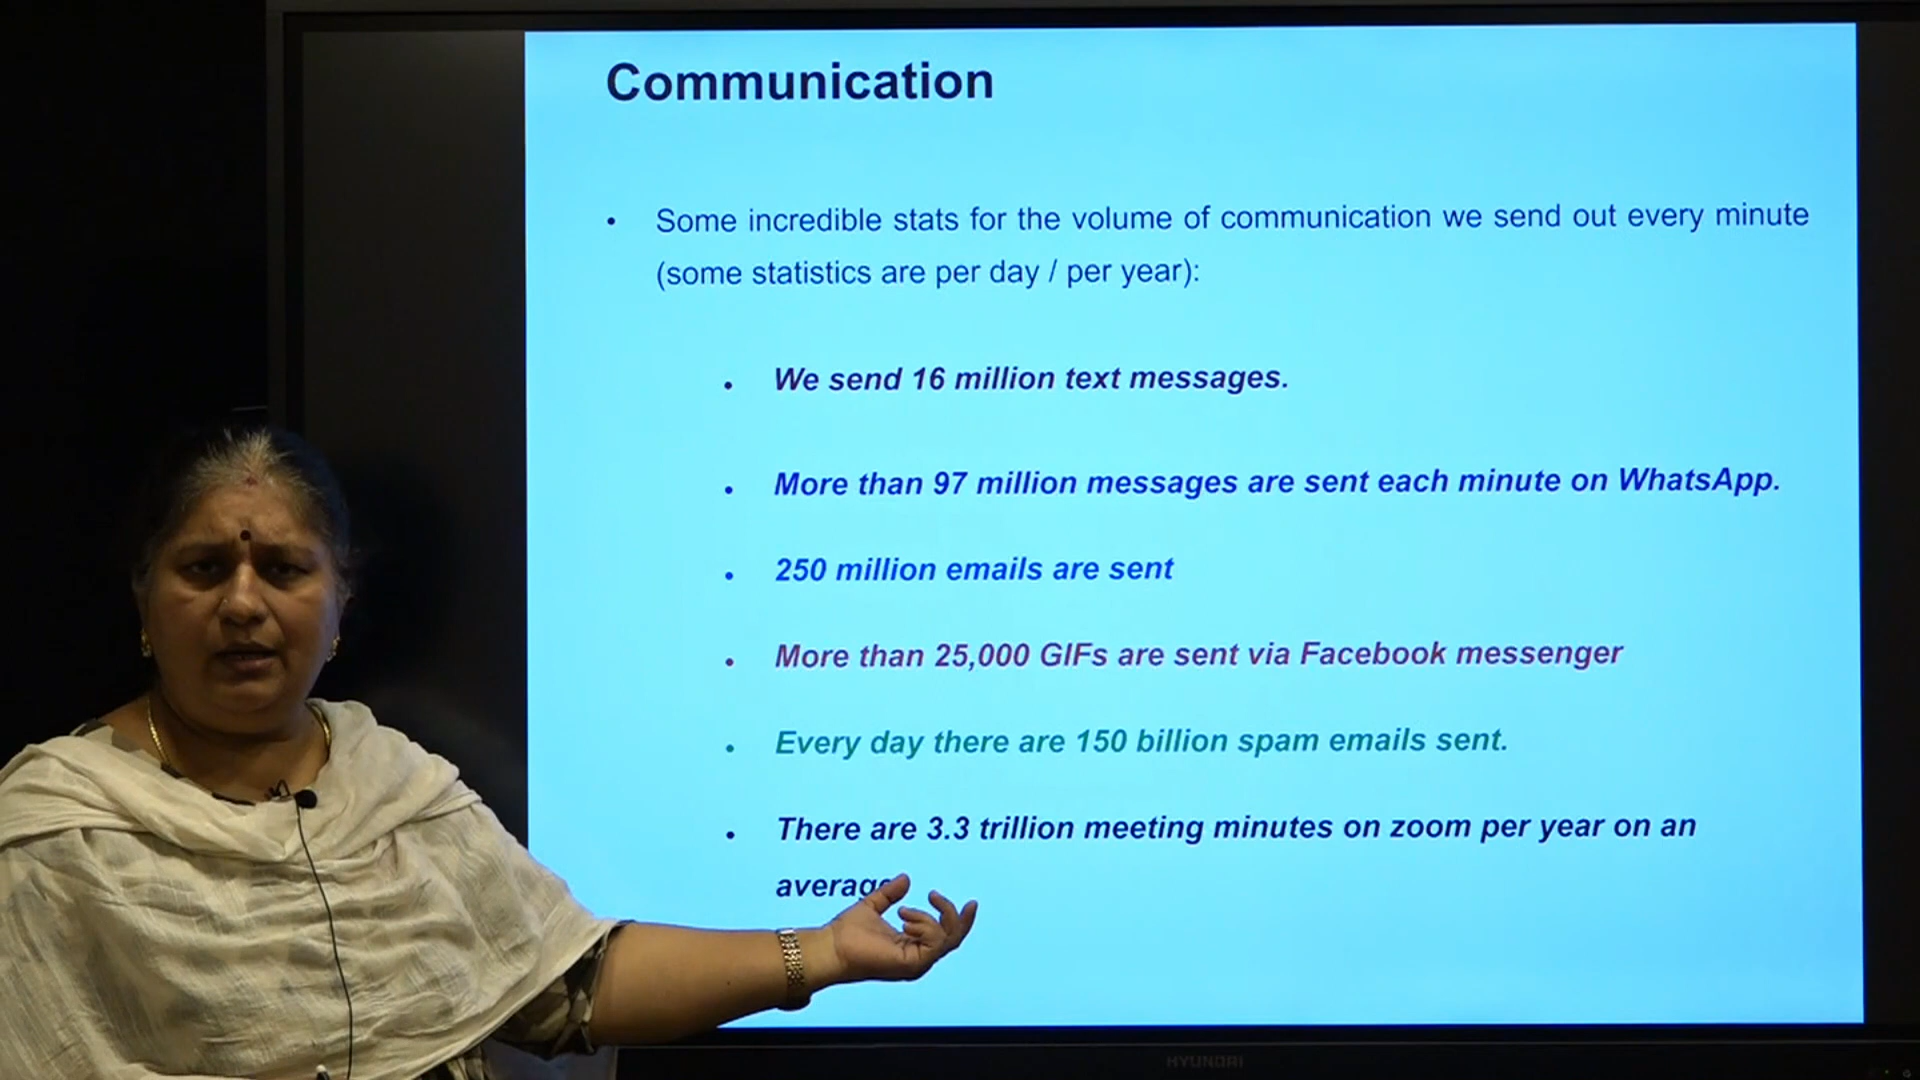 Communication
• Some incredible stats for the volume of communication we send out every minute
(some statistics are per day / per year):
• We send 16 million text messages.
• More than 97 million messages are sent each minute on WhatsApp.
• 250 million emails are sent
• More than 25,000 GIFs are sent via Facebook messenger
• Every day there are 150 billion spam emails sent.
• There are 3.3 trillion meeting minutes on zoom per year on an
HYUNDAI